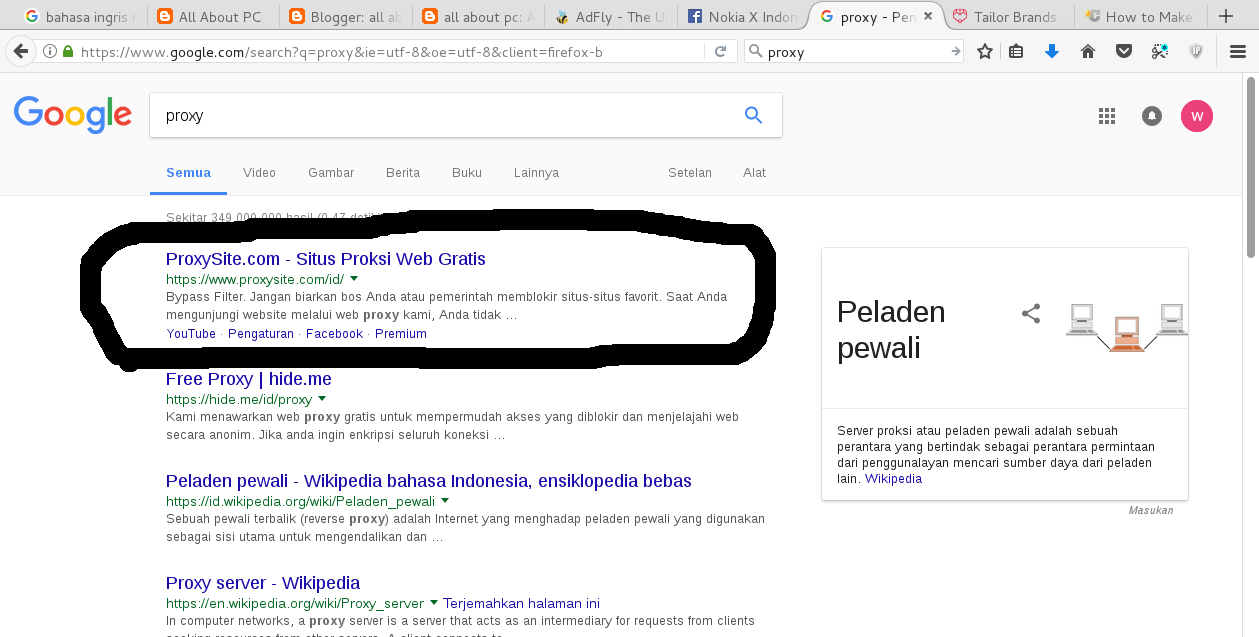 bahasa ingris
All About PC
Blogger: all ab
all about pc: A
AdFly - The U
Nokia X Indon
proxy - Pen
Tailor Brands
How to Make
https://www.google.com/search?q=proxy&ie=utf-8&oe=utf-8&client=firefox-b
proxy
Google
proxy
W
Semua Video Gambar Berita Buku Lainnya Setelan Alat
Sekitar 349.000.000 hasil (0,47
ProxySite.com - Situs Proksi Web Gratis
https://www.proxysite.com/id/
Bypass Filter. Jangan biarkan bos Anda atau pemerintah memblokir situs-situs favorit. Saat Anda
mengunjungi website melalui web proxy kami, Anda tidak ...
YouTube · Pengaturan · Facebook · Premium
Free Proxy | hide.me
https://hide.me/id/proxy
Kami menawarkan web proxy gratis untuk mempermudah akses yang diblokir dan menjelajahi web
secara anonim. Jika anda ingin enkripsi seluruh koneksi ...
Peladen pewali - Wikipedia bahasa Indonesia, ensiklopedia bebas
https://id.wikipedia.org/wiki/Peladen_pewali
Sebuah pewali terbalik (reverse proxy) adalah Internet yang menghadap peladen pewali yang digunakan
sebagai sisi utama untuk mengendalikan dan ...
Proxy server - Wikipedia
https://en.wikipedia.org/wiki/Proxy_server Terjemahkan halaman ini
In computer networks, a proxy server is a server that acts as an intermediary for requests from clients
Peladen
pewali
Server proksi atau peladen pewali adalah sebuah
perantara yang bertindak sebagai perantara permintaan
dari penggunalayan mencari sumber daya dari peladen
lain. Wikipedia
Masukan